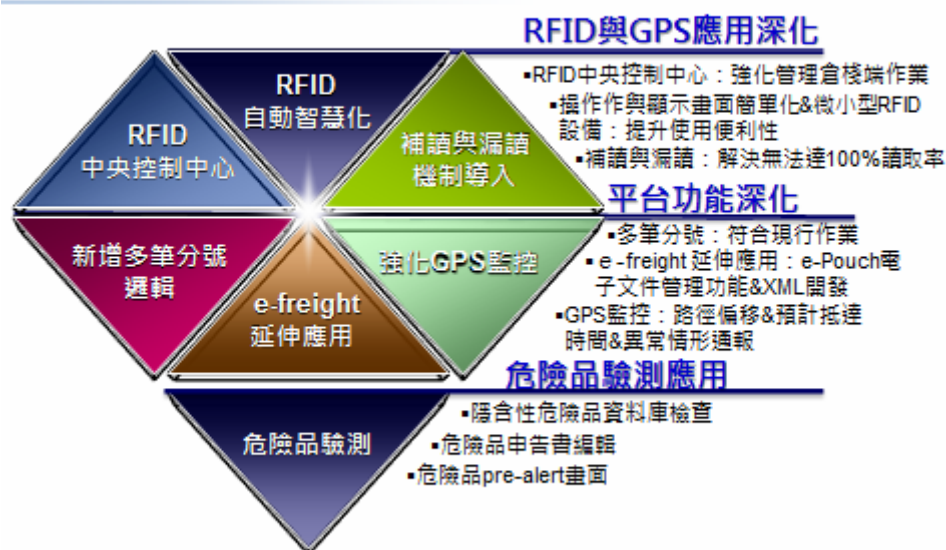 RFID與GPS應用深化
RFID
自動智慧化
RFID
中央控制中心
補讀與漏讀
機制導入
▪RFID中央控制中心：強化管理倉棧端作業
▪操作作與顯示畫面簡單化&微小型RFID
設備：提升使用便利性
▪補讀與漏讀：解決無法達100%讀取率
平台功能深化
新增多筆分號
邏輯
e-freight
延伸應用
強化GPS監控
▪多筆分號：符合現行作業
▪e-freight 延伸應用：e-Pouch電
子文件管理功能&XML開發
▪GPS監控：路徑偏移&預計抵達
時間&異常情形通報
危險品驗測應用
危險品驗測
▪隱含性危險品資料庫檢查
▪危險品申告書編輯
▪危險品pre-alert畫面